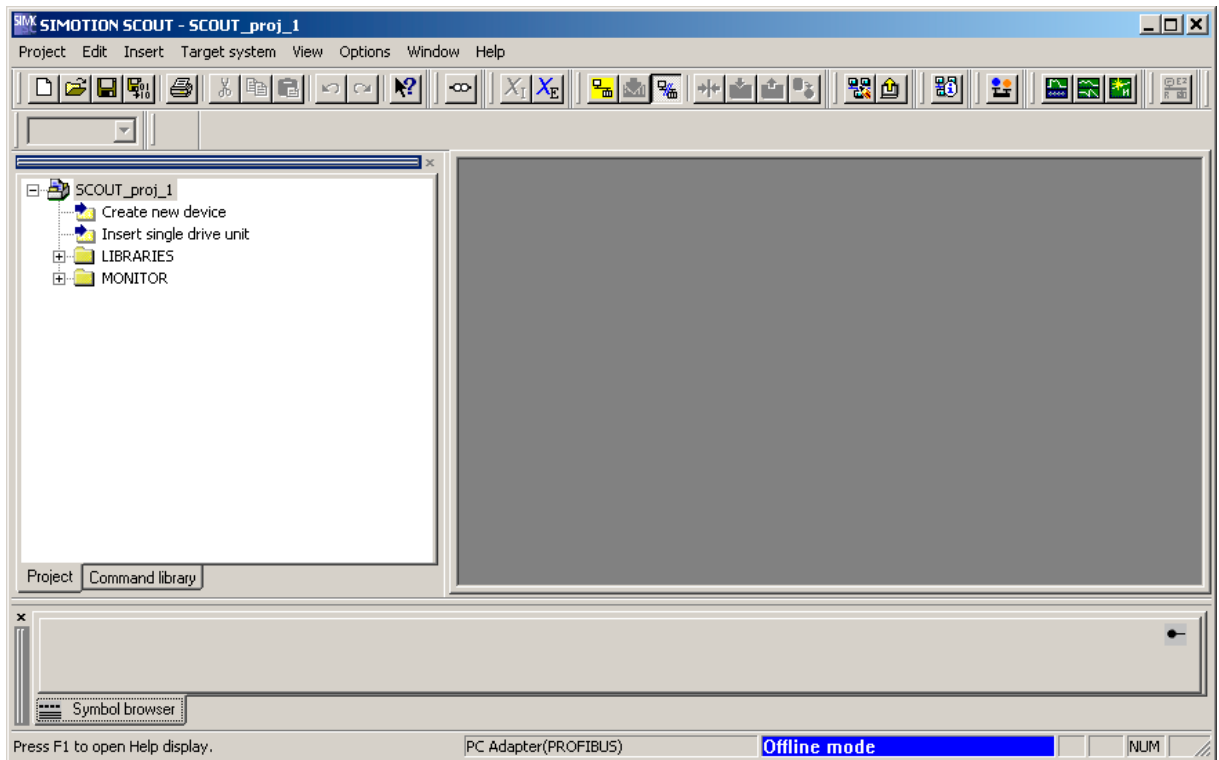 SIMOTION SCOUT - SCOUT_proj_1
Project Edit Insert Target system View Options Window Help
SCOUT_proj_1
Create new device
Insert single drive unit
LIBRARIES
MONITOR
Project Command library
Symbol browser
Press F1 to open Help display. PC Adapter(PROFIBUS) Offline mode NUM